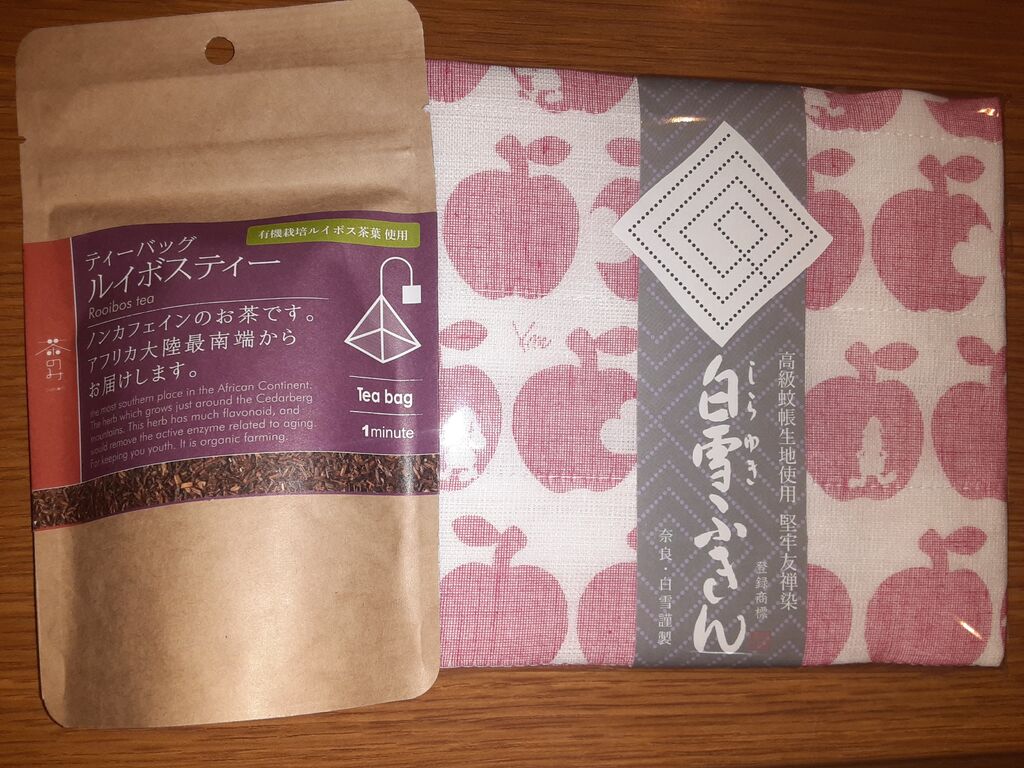 有機栽培ルイボス茶葉 使用
ティーバッグ
ルイボスティー
Rooibos tea
ノンカフェインのお茶です。
アフリカ大陸最南端から
お届けします。
the most southern place in the African Continent.
The herb which grows just around the Cedarberg
mountains. This herb has much flavonoid, and
would remove the active enzyme related to aging.
For keeping you youth. It is organic farming.
Tea bag
1minute
茶のみ
しらゆき
白雪ふきん
高級蚊帳生地使用 堅牢友禅染
登録商標
奈良・白雪謹製